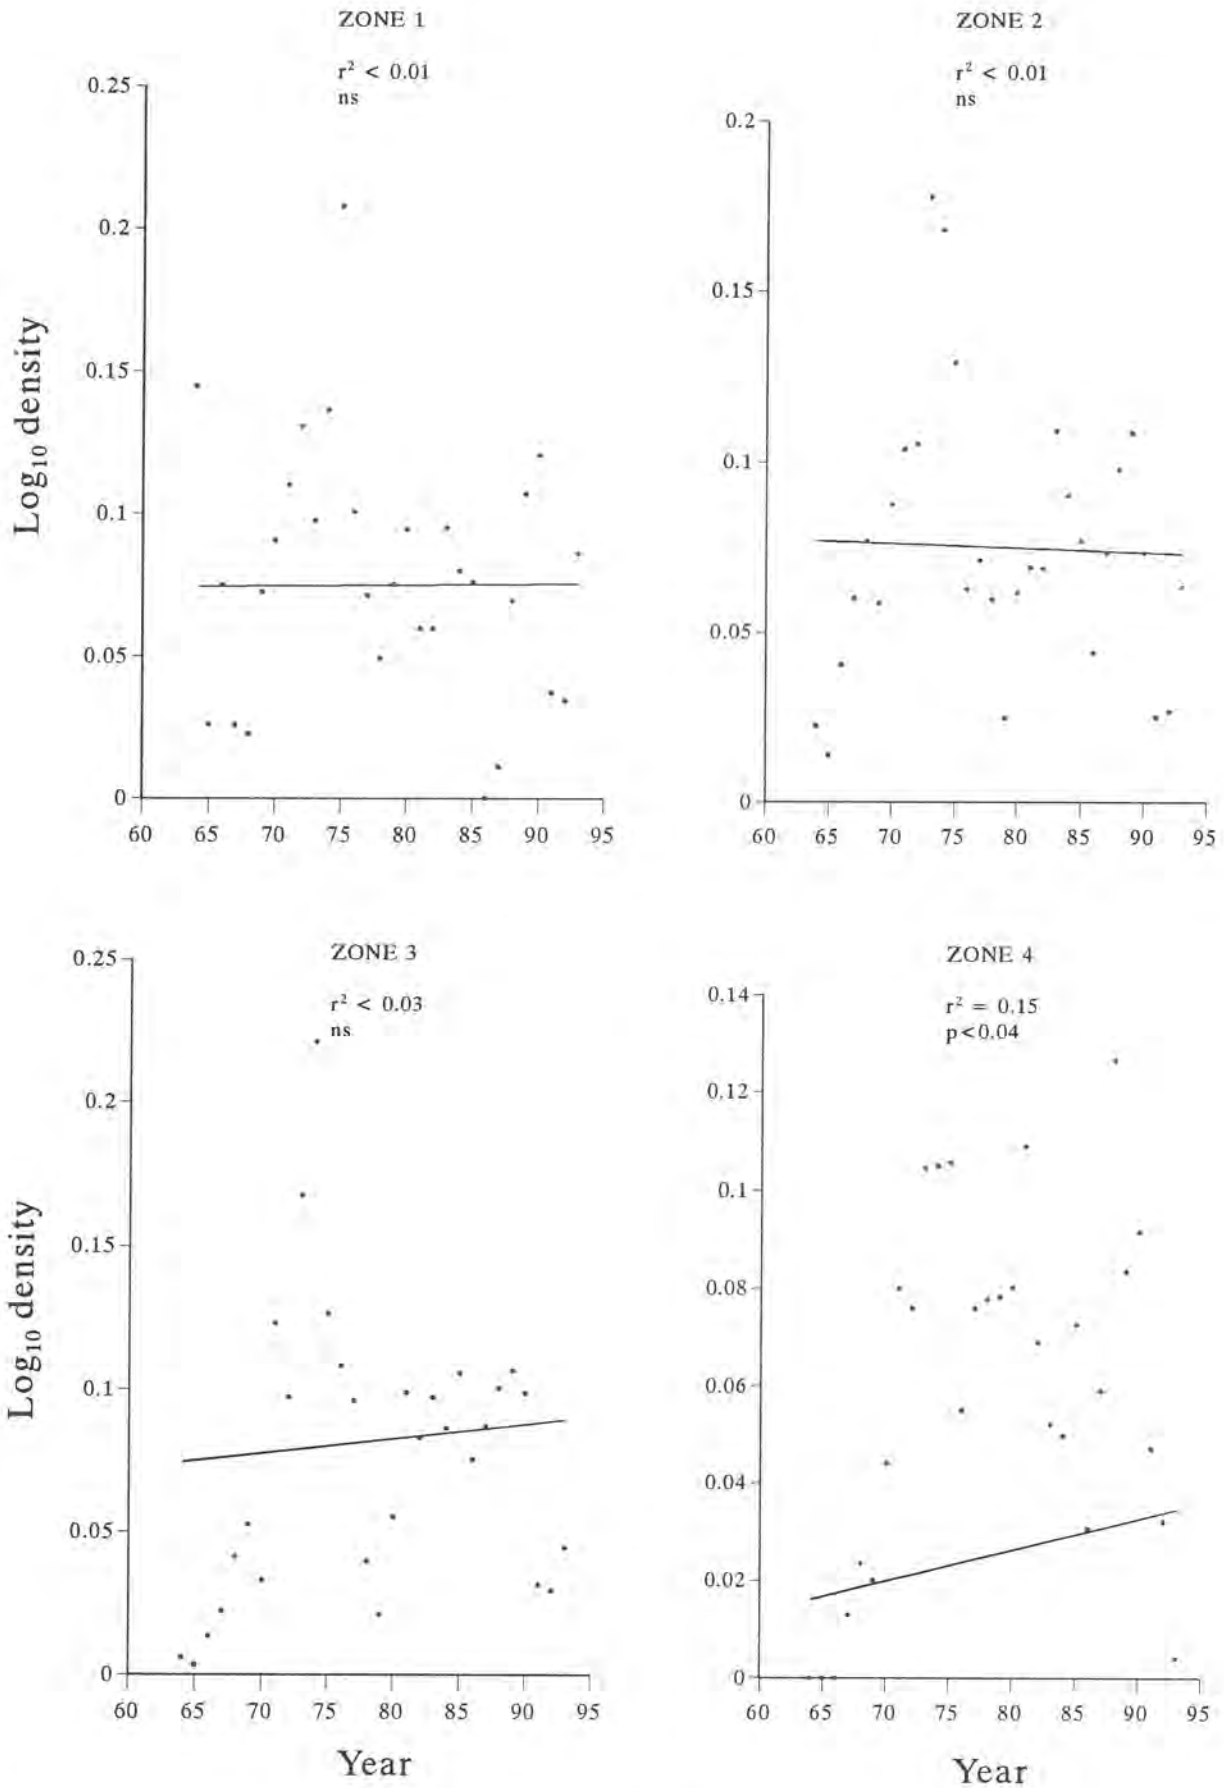 ZONE 1
r² < 0.01
ns
0.25
0.2
0.15
0.1
0.05
0
60 65 70 75 80 85 90 95
Log₁₀ density
ZONE 2
r² < 0.01
ns
0.2
0.15
0.1
0.05
0
60 65 70 75 80 85 90 95
ZONE 3
r² < 0.03
ns
0.25
0.2
0.15
0.1
0.05
0
60 65 70 75 80 85 90 95
Log₁₀ density
Year
ZONE 4
r² = 0.15
p<0.04
0.14
0.12
0.1
0.08
0.06
0.04
0.02
0
60 65 70 75 80 85 90 95
Year